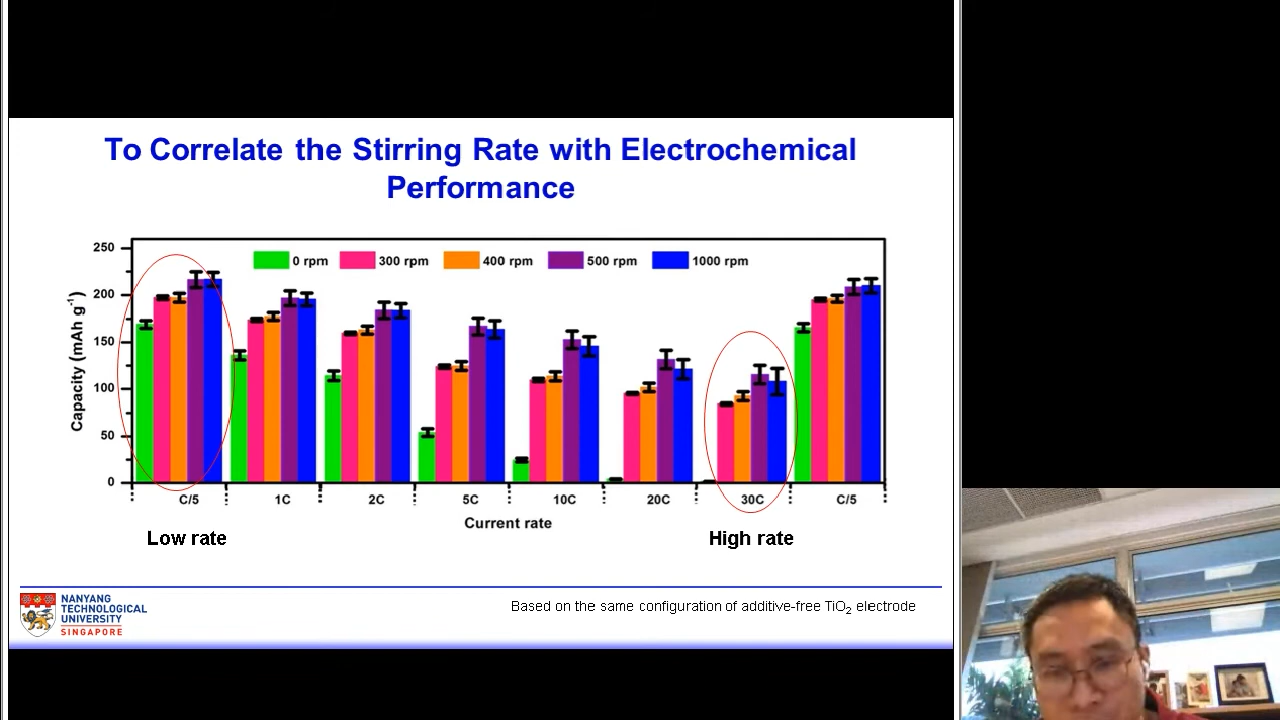 To Correlate the Stirring Rate with Electrochemical
Performance
250
200
150
100
50
0
Capacity (mAh g⁻¹)
0 rpm
300 rpm
400 rpm
500 rpm
1000 rpm
C/5
1C
2C
5C
10C
20C
30C
C/5
Current rate
Low rate
High rate
NANYANG
TECHNOLOGICAL
UNIVERSITY
SINGAPORE
Based on the same configuration of additive-free TiO₂ electrode